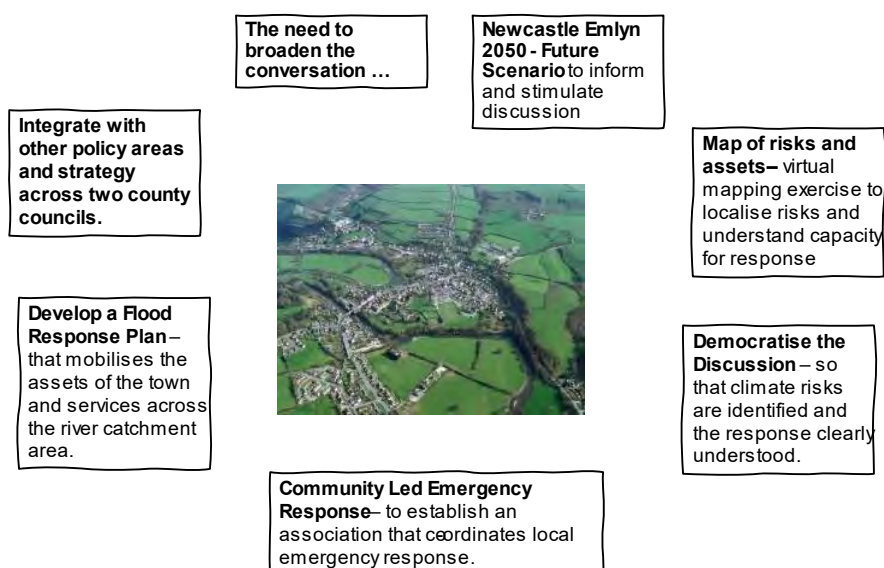 The need to
broaden the
conversation …
Newcastle Emlyn
2050 - Future
Scenario to inform
and stimulate
discussion
Integrate with
other policy areas
and strategy
across two county
councils.
Map of risks and
assets– virtual
mapping exercise to
localise risks and
understand capacity
for response
Develop a Flood
Response Plan –
that mobilises the
assets of the town
and services across
the river catchment
area.
Democratise the
Discussion – so
that climate risks
are identified and
the response clearly
understood.
Community Led Emergency
Response– to establish an
association that coordinates local
emergency response.